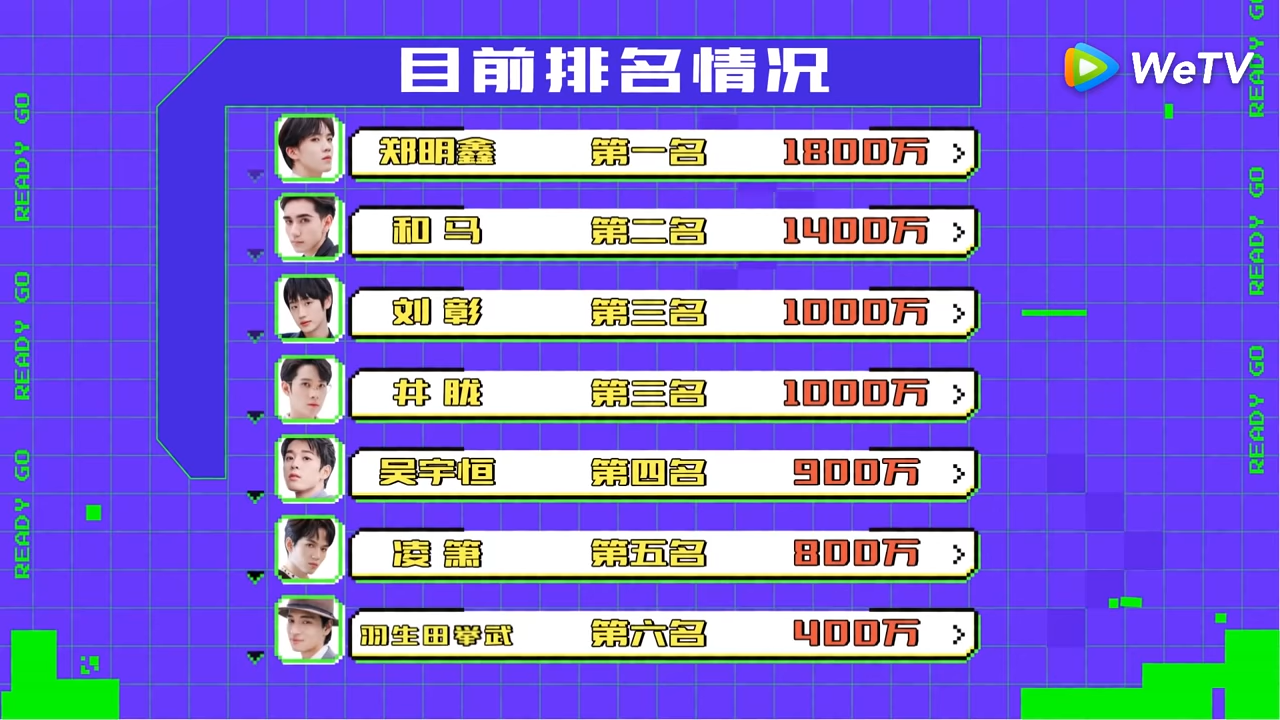 目前排名情况
WeTV
郑明鑫 第一名 1800万
和马 第二名 1400万
刘彰 第三名 1000万
井胧 第三名 1000万
吴宇恒 第四名 900万
凌箫 第五名 800万
羽生田挙武 第六名 400万
READY GO
READY GO
READY GO
READY GO
READY GO
READY GO